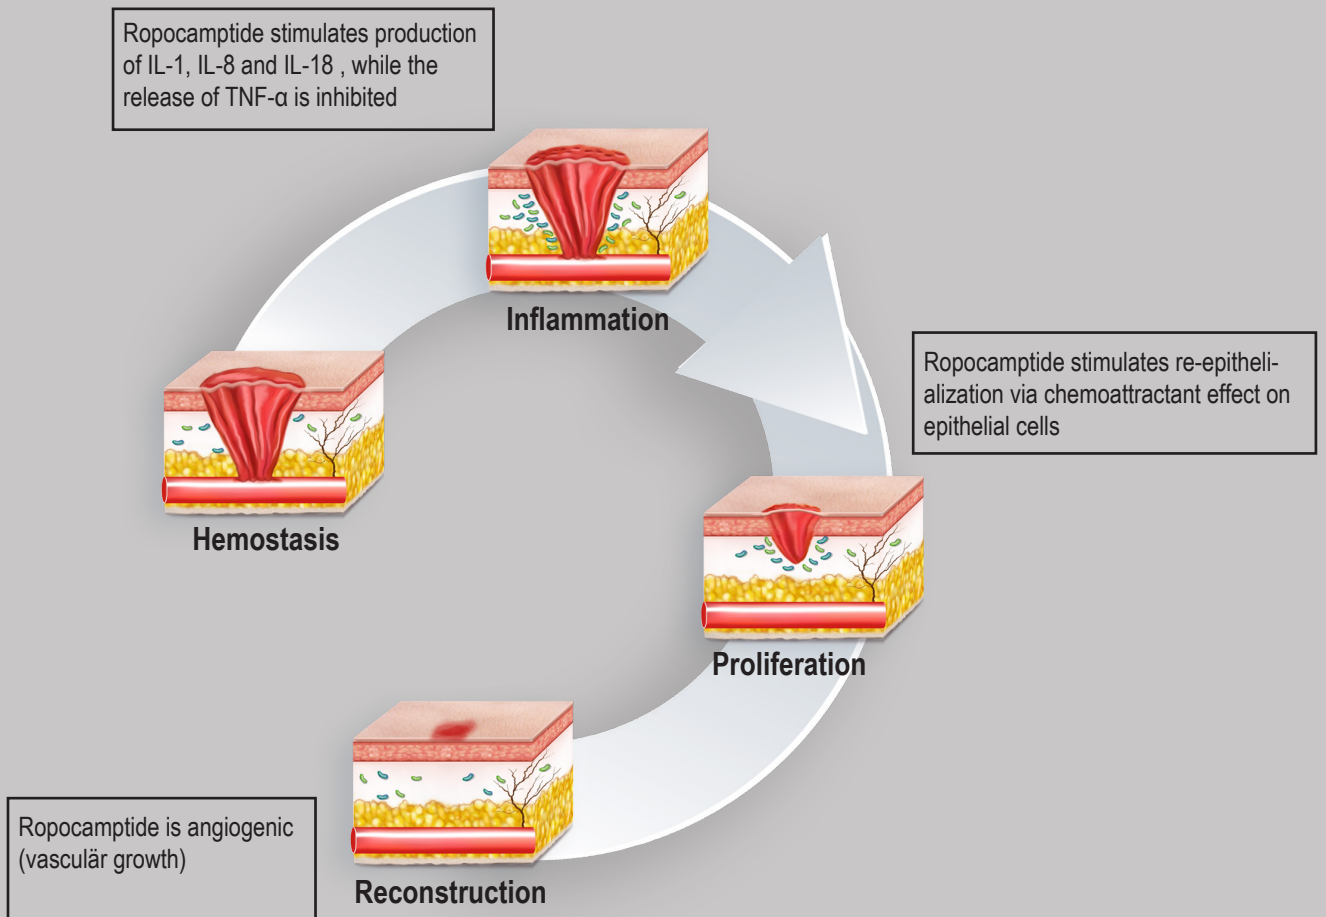 Ropocamptide stimulates production
of IL-1, IL-8 and IL-18 , while the
release of TNF-α is inhibited
Inflammation
Ropocamptide stimulates re-epitheli-
alization via chemoattractant effect on
epithelial cells
Hemostasis
Proliferation
Ropocamptide is angiogenic
(vasculär growth)
Reconstruction